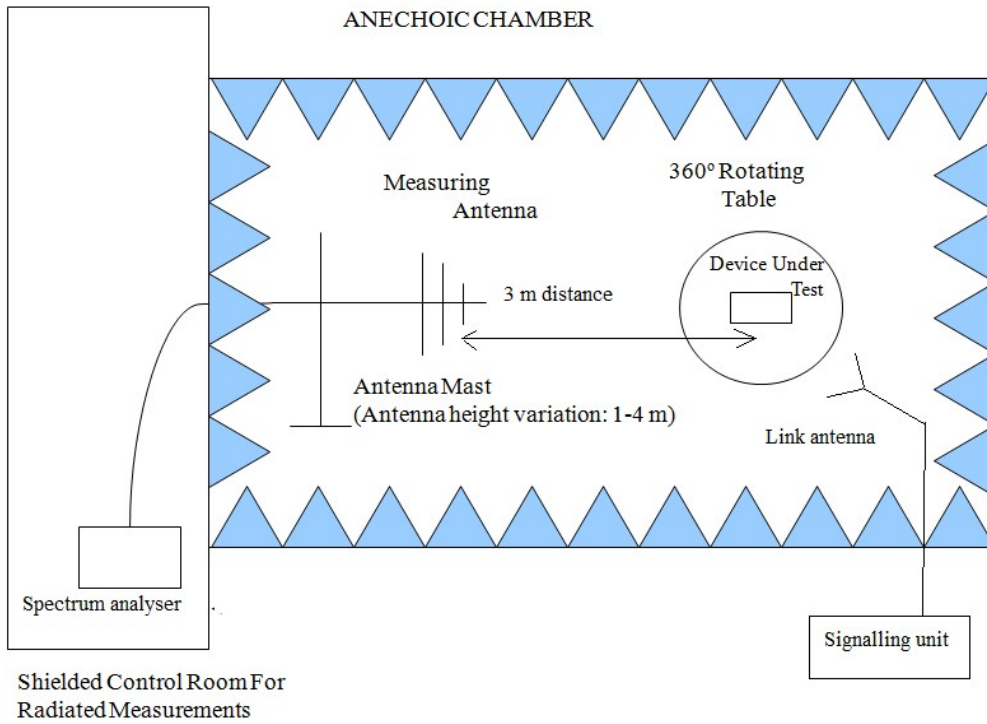 ANECHOIC CHAMBER
Measuring
Antenna
360º Rotating
Table
Device Under
Test
3 m distance
Antenna Mast
(Antenna height variation: 1-4 m)
Link antenna
Spectrum analyser
Signalling unit
Shielded Control Room For
Radiated Measurements